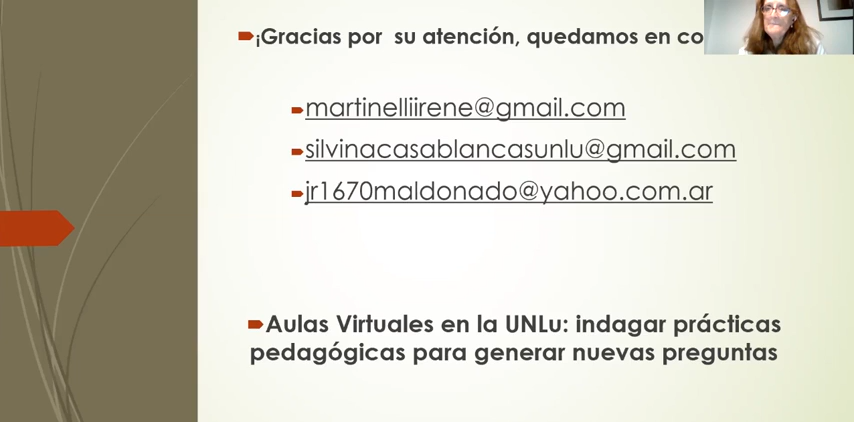 ¡Gracias por su atención, quedamos en
martinelliirene@gmail.com
silvinacasablancasunlu@gmail.com
jr1670maldonado@yahoo.com.ar
Aulas Virtuales en la UNLu: indagar prácticas
pedagógicas para generar nuevas preguntas